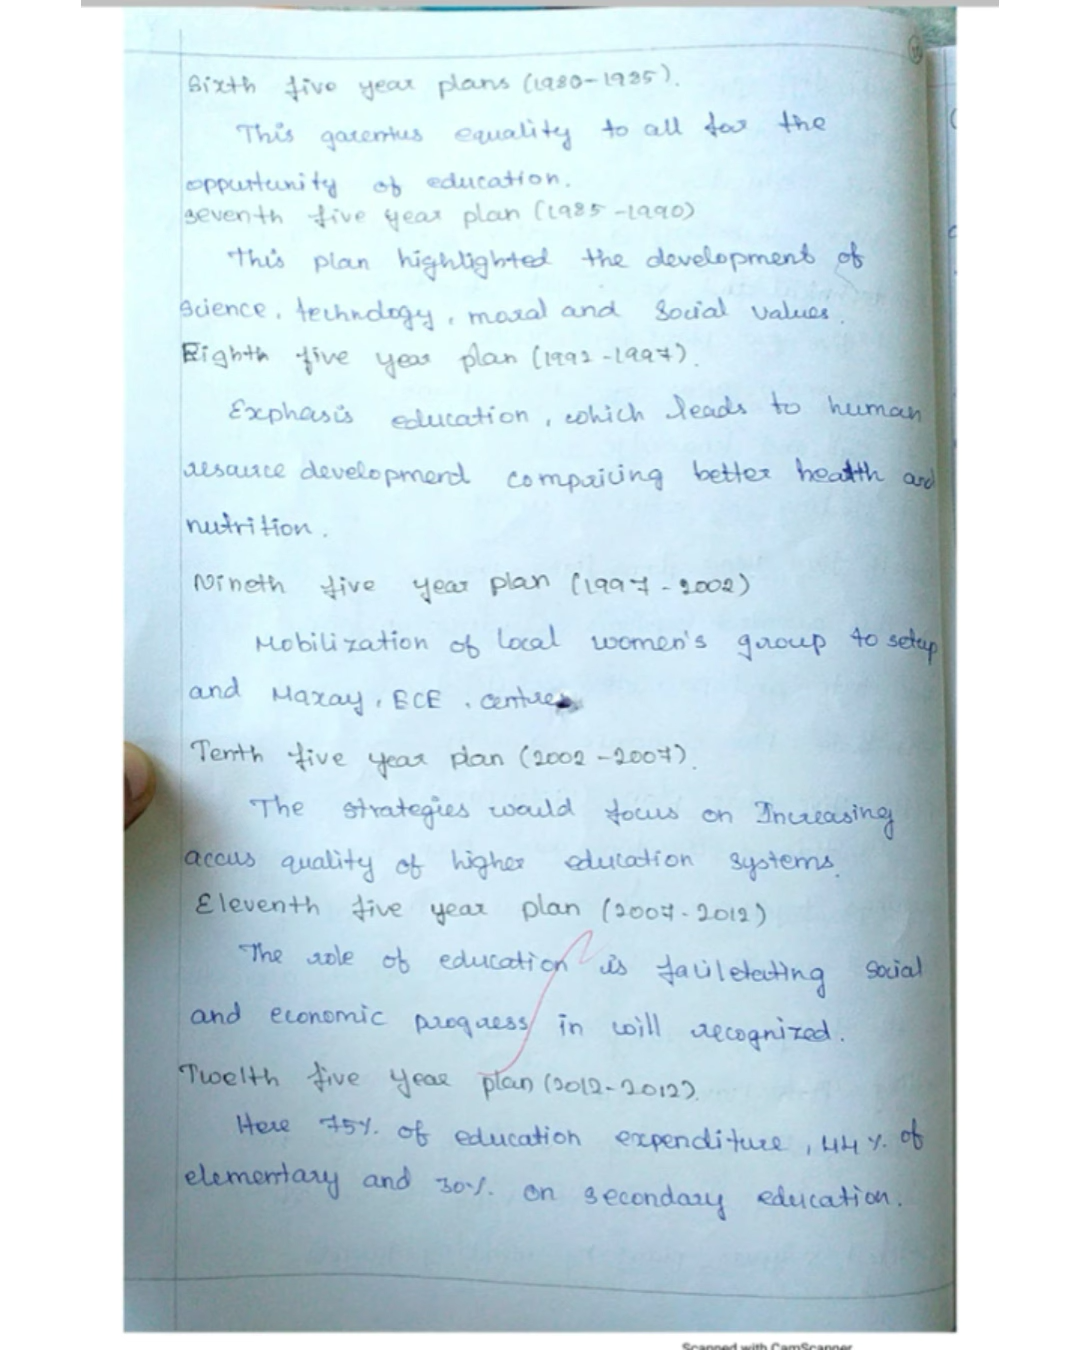 Sixth five year plans (1980-1985).
This garentus equality to all for the
oppurtunity of education.
seventh five year plan (1985-1990)
This plan highlighted the development of
science, technology, moral and Social values.
Eighth five year plan (1992-1997).
Exphasis education, which leads to human
resource development compricing better health and
nutrition.
Nineth five year plan (1997-2002)
Mobilization of local women's group to setup
and Maxay, ECE, centres
Tenth five year plan (2002-2007).
The strategies would focus on Increasing
access quality of higher education systems.
Eleventh five year plan (2007-2012)
The role of education is faciletating social
and economic progress in will recognized.
Twelth five year plan (2012-2012).
Here 75%. of education expenditure, 44%. of
elementary and 30%. on secondary education.
Scanned with CamScanner